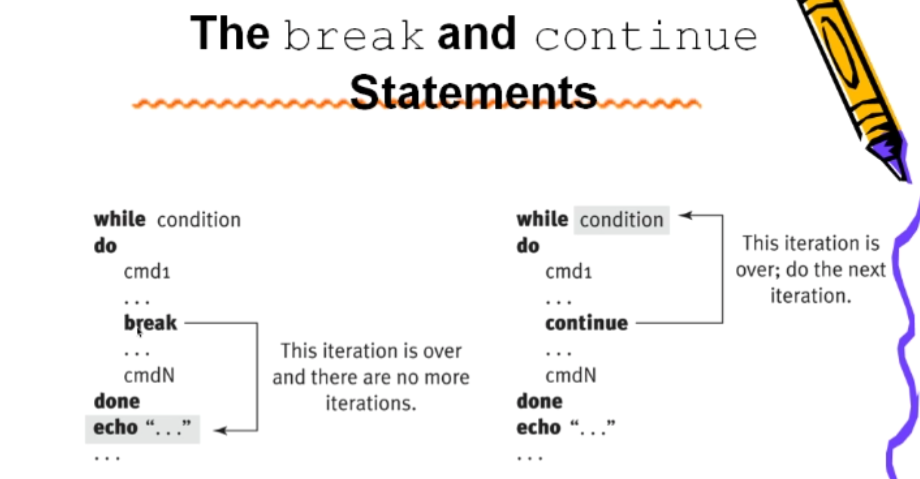 The break and continue
Statements
while condition
do
cmd1
...
break
...
cmdN
done
echo “...”
...
This iteration is over
and there are no more
iterations.
while condition
do
cmd1
...
continue
...
cmdN
done
echo “...”
...
This iteration is
over; do the next
iteration.